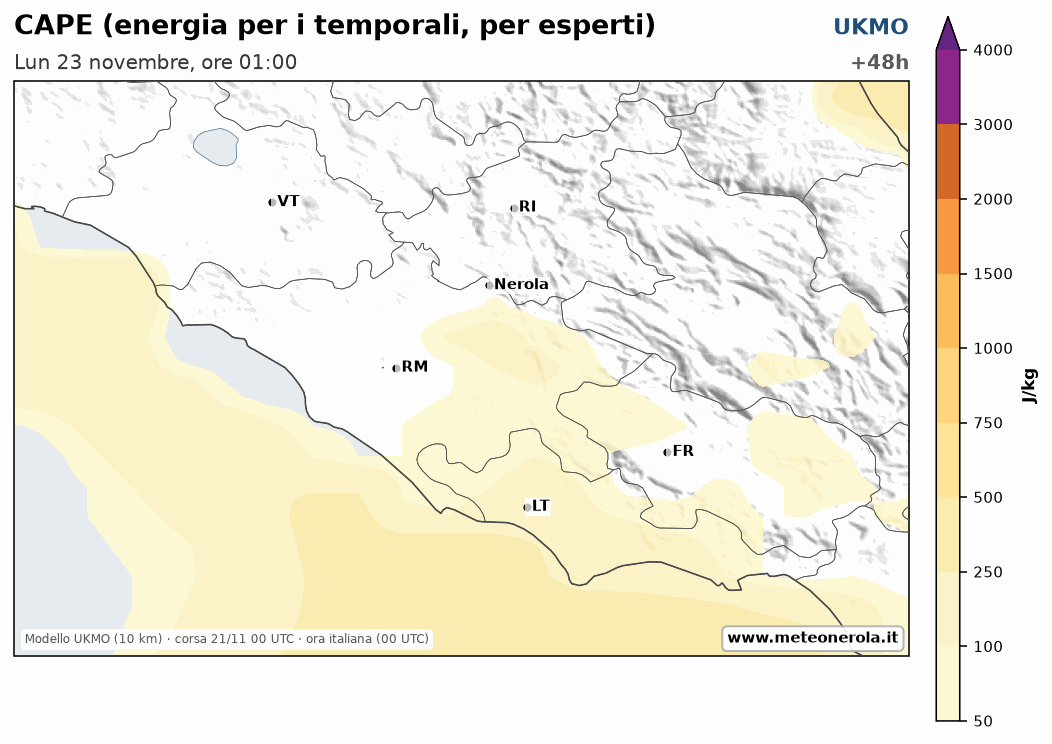 CAPE (energia per i temporali, per esperti)
UKMO
Lun 23 novembre, ore 01:00
+48h
VT
RI
Nerola
RM
FR
LT
Modello UKMO (10 km) · corsa 21/11 00 UTC · ora italiana (00 UTC)
www.meteonerola.it
4000
3000
2000
1500
1000
750
500
250
100
50
J/kg